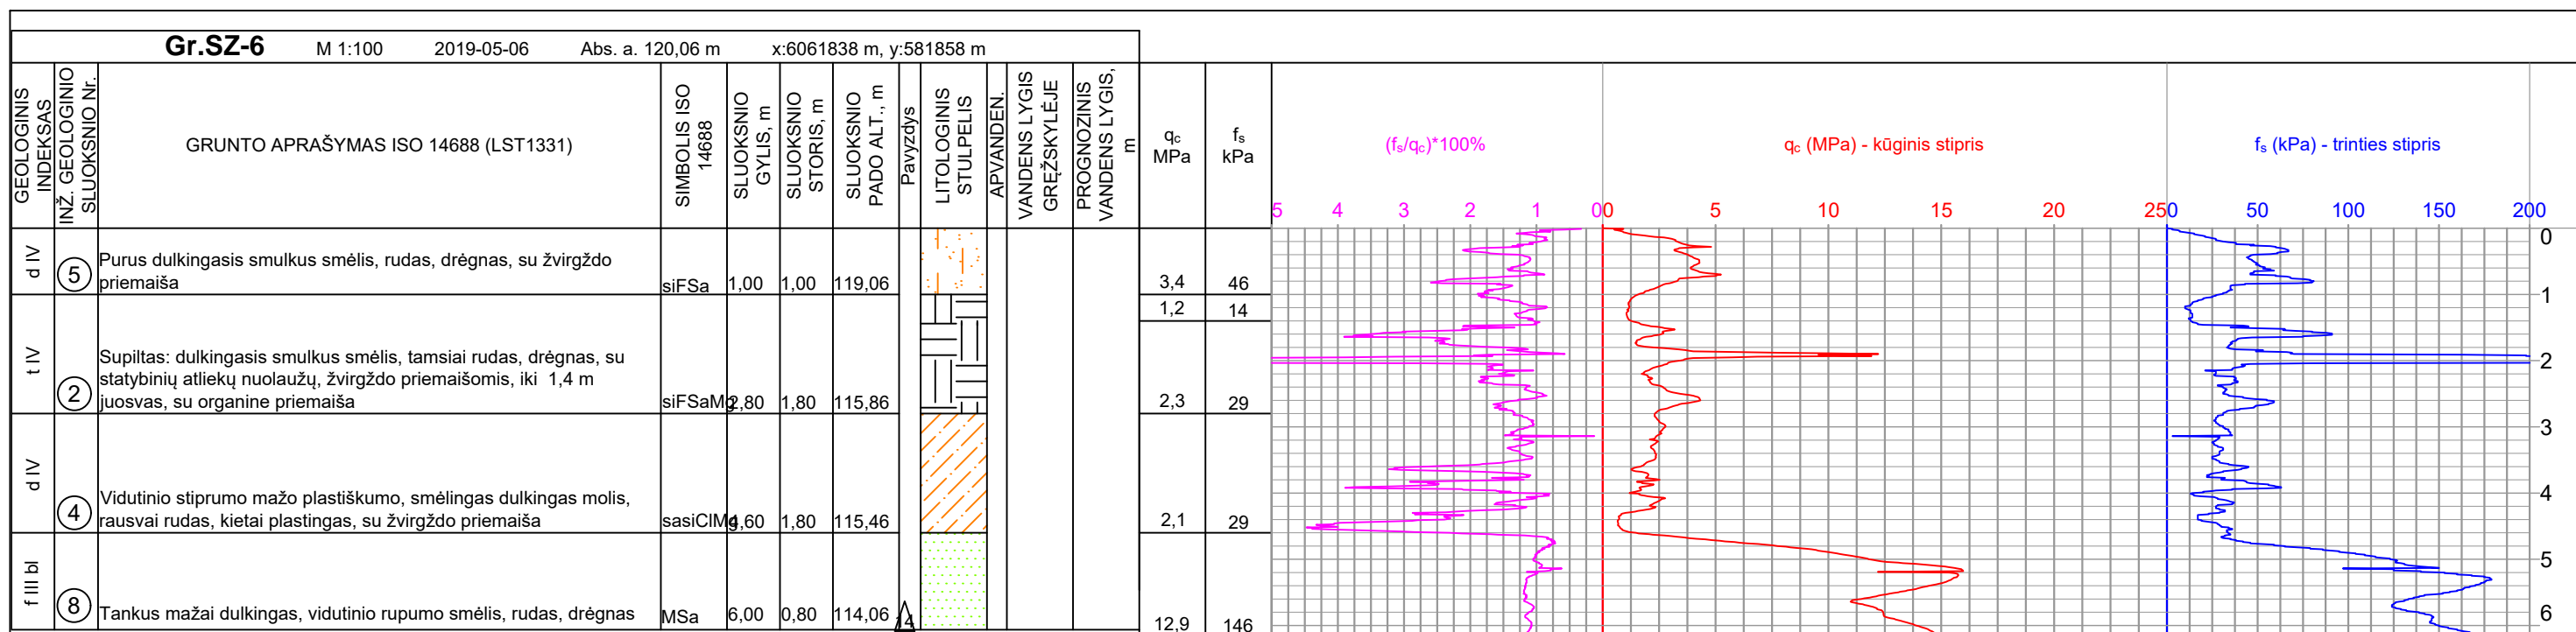 Gr.SZ-6 M 1:100 2019-05-06 Abs. a. 120,06 m x:6061838 m, y:581858 m
GEOLOGINIS
INDEKSAS
INŽ. GEOLOGINIO
SLUOKSNIO Nr.
GRUNTO APRAŠYMAS ISO 14688 (LST1331)
SIMBOLIS ISO
14688
SLUOKSNIO
GYLIS, m
SLUOKSNIO
STORIS, m
SLUOKSNIO
PADO ALT., m
Pavyzdys
LITOLOGINIS
STULPELIS
APVANDEN.
VANDENS LYGIS
GRĘŽSKYLĖJE
PROGNOZINIS
VANDENS LYGIS,
m
qc
MPa
fs
kPa
(fs/qc)*100%
qc (MPa) - kūginis stipris
fs (kPa) - trinties stipris
5 4 3 2 1 0
0 5 10 15 20 25
0 50 100 150 200
0
1
2
3
4
5
6
d IV
5
Purus dulkingasis smulkus smėlis, rudas, drėgnas, su žvirgždo
priemaiša
siFSa 1,00 1,00 119,06
3,4 46
1,2 14
t IV
2
Supiltas: dulkingasis smulkus smėlis, tamsiai rudas, drėgnas, su
statybinių atliekų nuolaužų, žvirgždo priemaišomis, iki 1,4 m
juosvas, su organine priemaiša
siFSaMg 2,80 1,80 115,86
2,3 29
d IV
4
Vidutinio stiprumo mažo plastiškumo, smėlingas dulkingas molis,
rausvai rudas, kietai plastingas, su žvirgždo priemaiša
sasiClMg 4,60 1,80 115,46
2,1 29
f III bl
8
Tankus mažai dulkingas, vidutinio rupumo smėlis, rudas, drėgnas
MSa 6,00 0,80 114,06
14
12,9 146